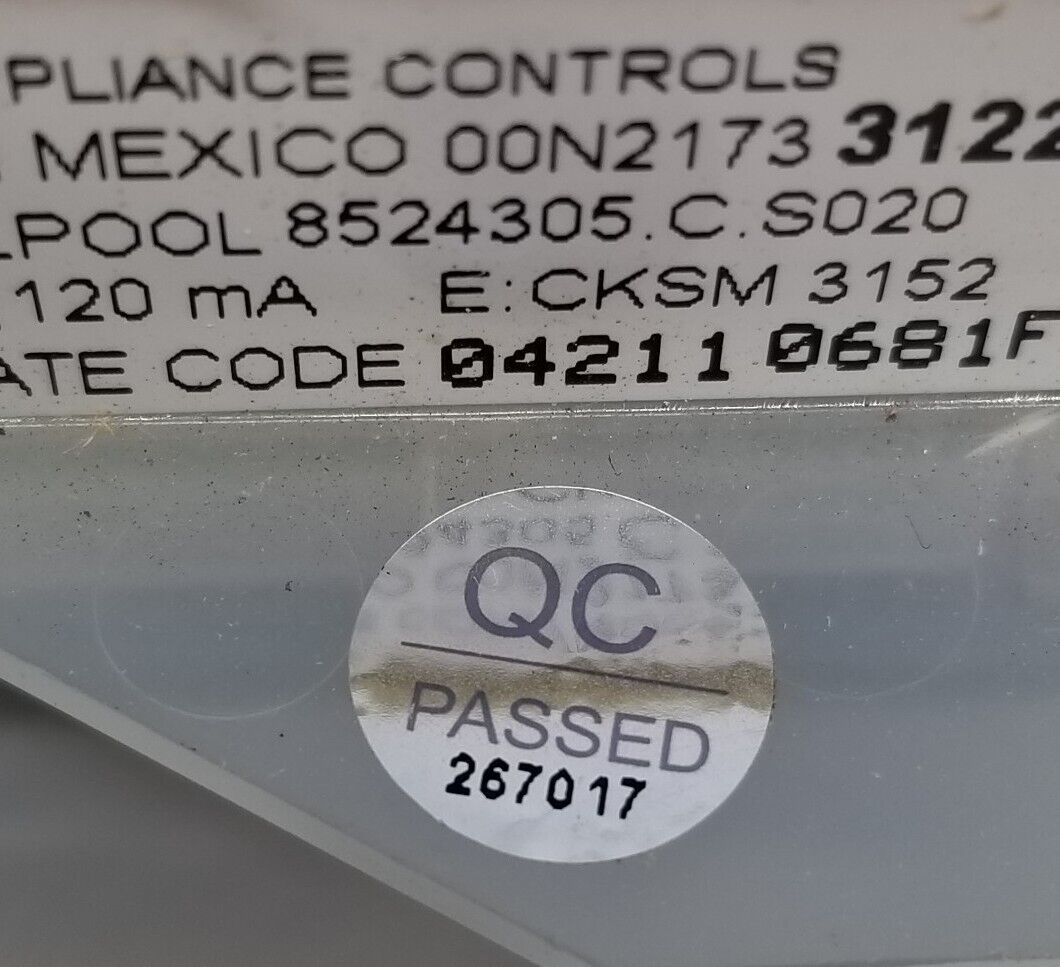 PLIANCE CONTROLS
MEXICO 00N2173 3122
LPOOL 8524305.C.S020
120 mA E:CKSM 3152
ATE CODE 04211 0681F
QC
PASSED
267017